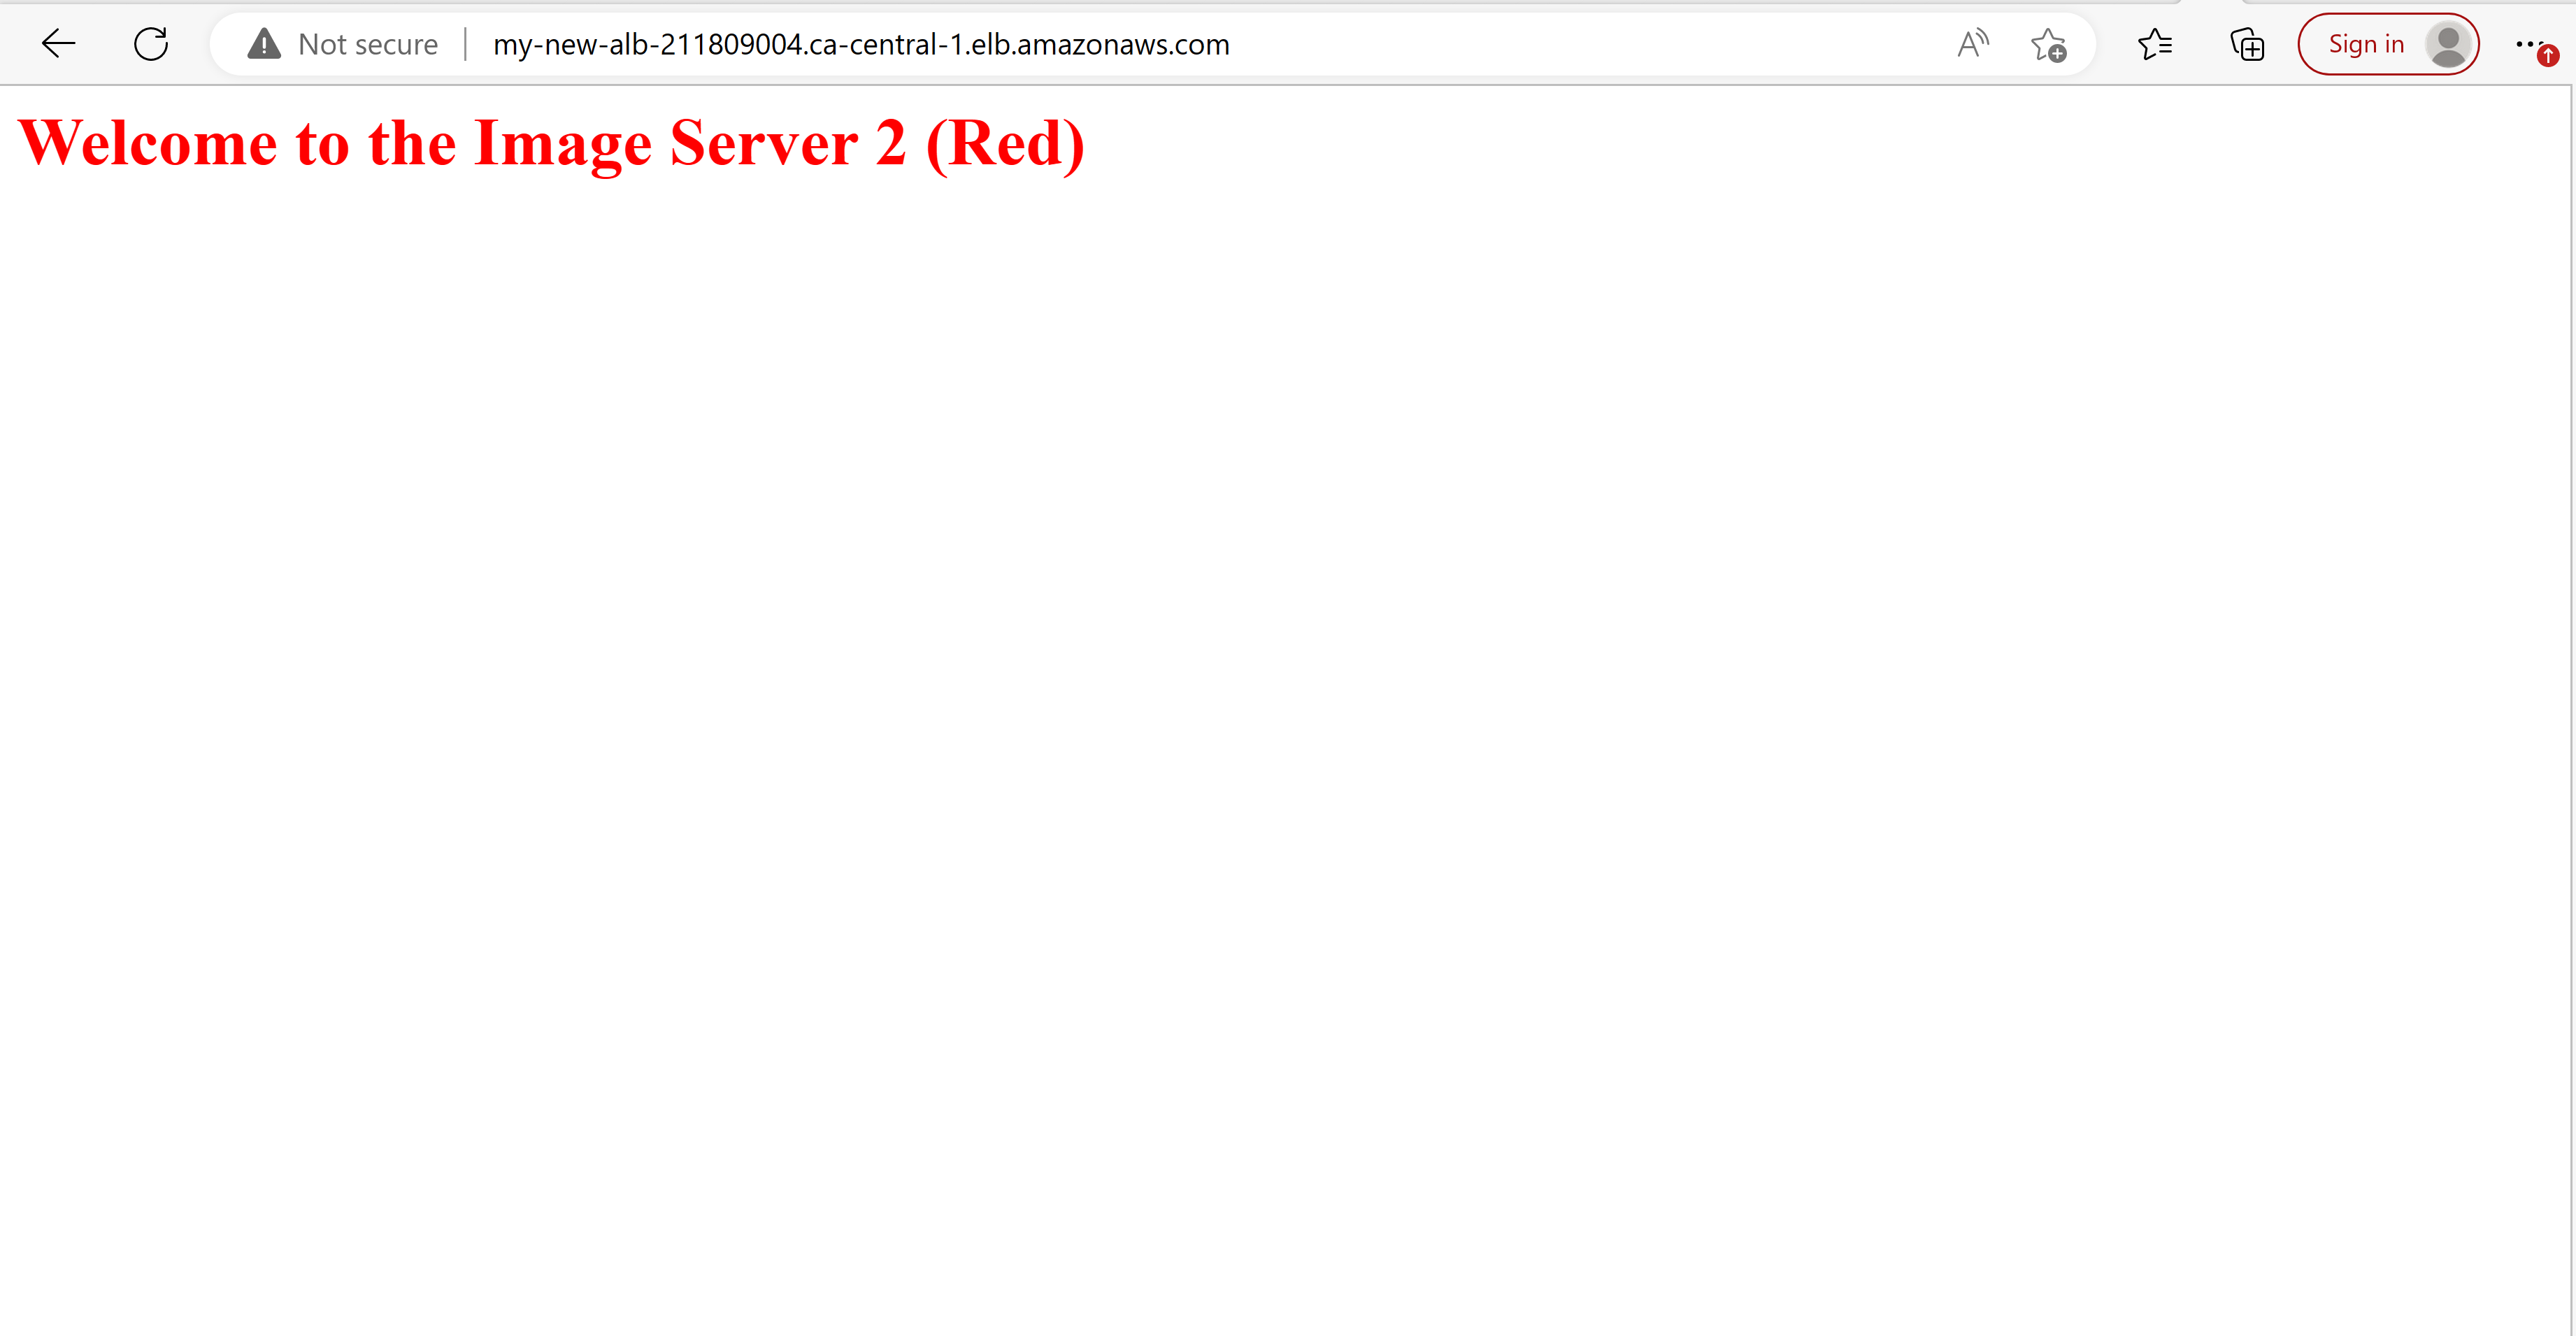 Not secure my-new-alb-211809004.ca-central-1.elb.amazonaws.com Sign in
Welcome to the Image Server 2 (Red)